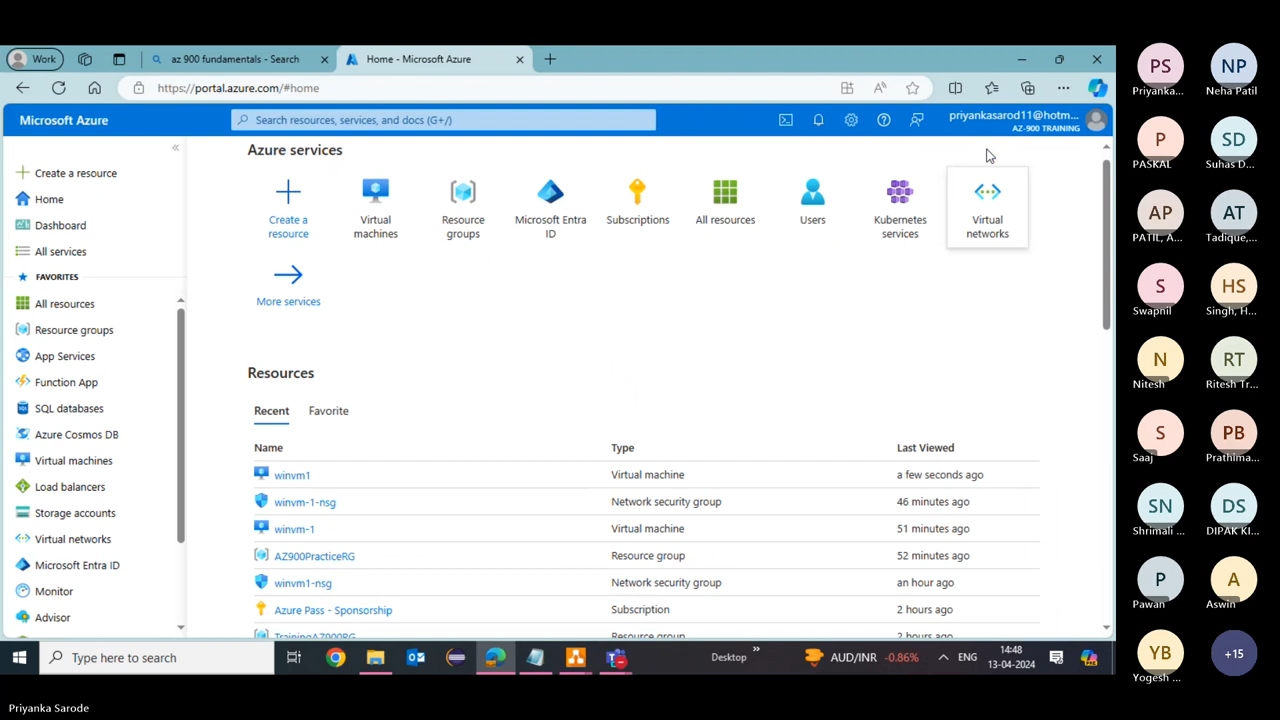 Work
az 900 fundamentals - Search
Home - Microsoft Azure
https://portal.azure.com/#home
Microsoft Azure
Search resources, services, and docs (G+/)
priyankasarod11@hotm...
AZ-900 TRAINING
Create a resource
Home
Dashboard
All services
FAVORITES
All resources
Resource groups
App Services
Function App
SQL databases
Azure Cosmos DB
Virtual machines
Load balancers
Storage accounts
Virtual networks
Microsoft Entra ID
Monitor
Advisor
Azure services
Create a
resource
Virtual
machines
Resource
groups
Microsoft Entra
ID
Subscriptions
All resources
Users
Kubernetes
services
Virtual
networks
More services
Resources
Recent
Favorite
Name Type Last Viewed
winvm1 Virtual machine a few seconds ago
winvm-1-nsg Network security group 46 minutes ago
winvm-1 Virtual machine 51 minutes ago
AZ900PracticeRG Resource group 52 minutes ago
winvm1-nsg Network security group an hour ago
Azure Pass - Sponsorship Subscription 2 hours ago
TrainingAZ900RG Resource group 2 hours ago
Type here to search
Desktop
AUD/INR -0.86%
ENG
14:48
13-04-2024
PS
Priyanka...
NP
Neha Patil
P
PASKAL
SD
Suhas D...
AP
PATIL, A...
AT
Tadique,...
S
Swapnil
HS
Singh, H...
N
Nitesh
RT
Ritesh Tr...
S
Saaj
PB
Prathima...
SN
Shrimali ...
DS
DIPAK KI...
P
Pawan
A
Aswin
YB
Yogesh ...
+15
Priyanka Sarode